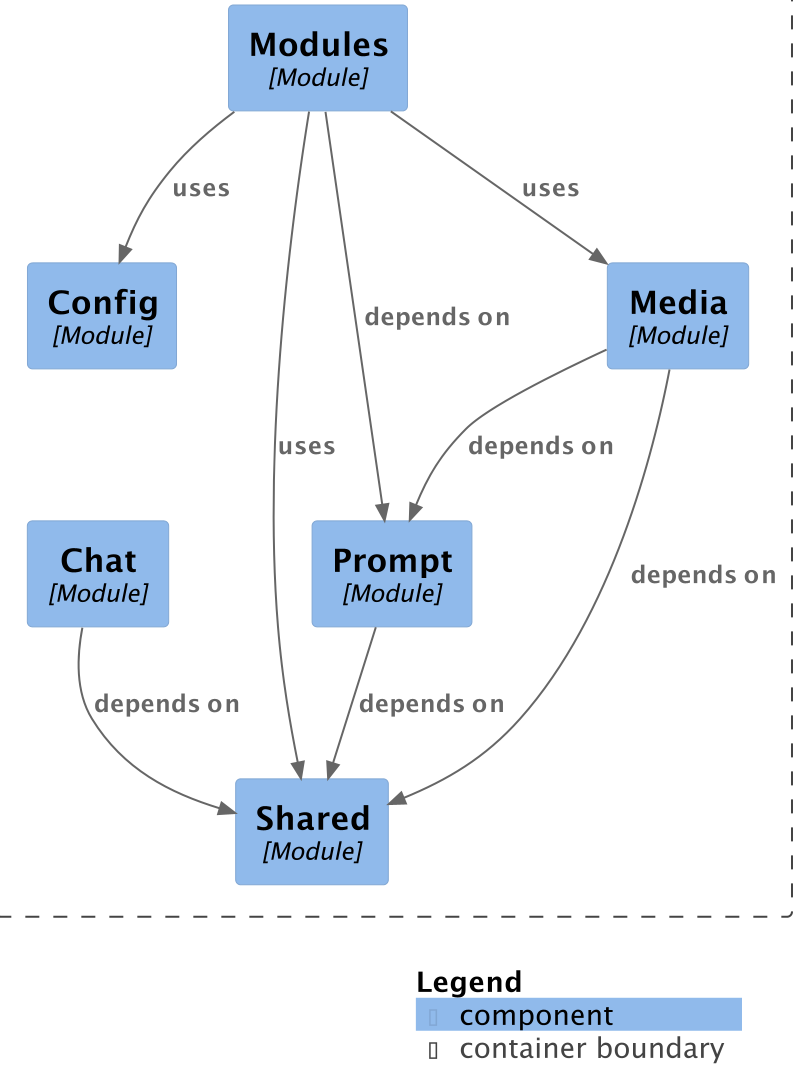 Modules
[Module]
uses
uses
Config
[Module]
Media
[Module]
depends on
uses
depends on
Chat
[Module]
Prompt
[Module]
depends on
depends on
depends on
Shared
[Module]
Legend
component
container boundary